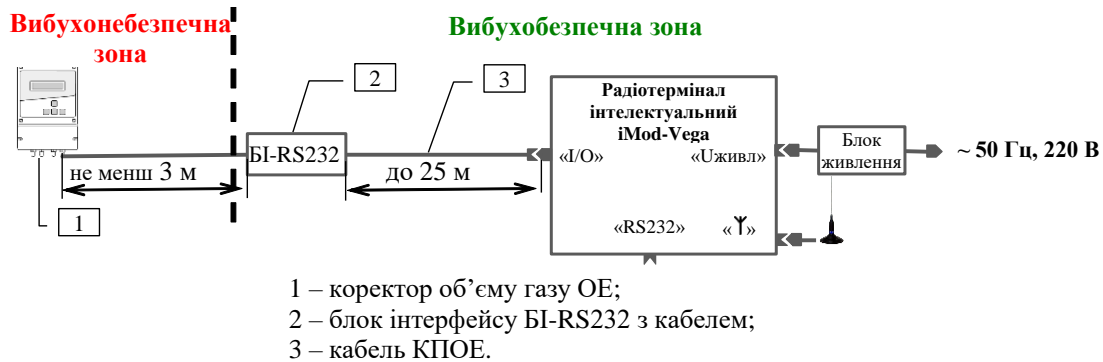 Вибухонебезпечна
зона
Вибухобезпечна зона
2
3
Радіотермінал
інтелектуальний
iMod-Vega
БІ-RS232
«I/O»
«Uживл»
Блок
живлення
~ 50 Гц, 220 В
не менш 3 м
до 25 м
1
«RS232»
« »
1 – коректор об’єму газу ОЕ;
2 – блок інтерфейсу БІ-RS232 з кабелем;
3 – кабель КПОЕ.